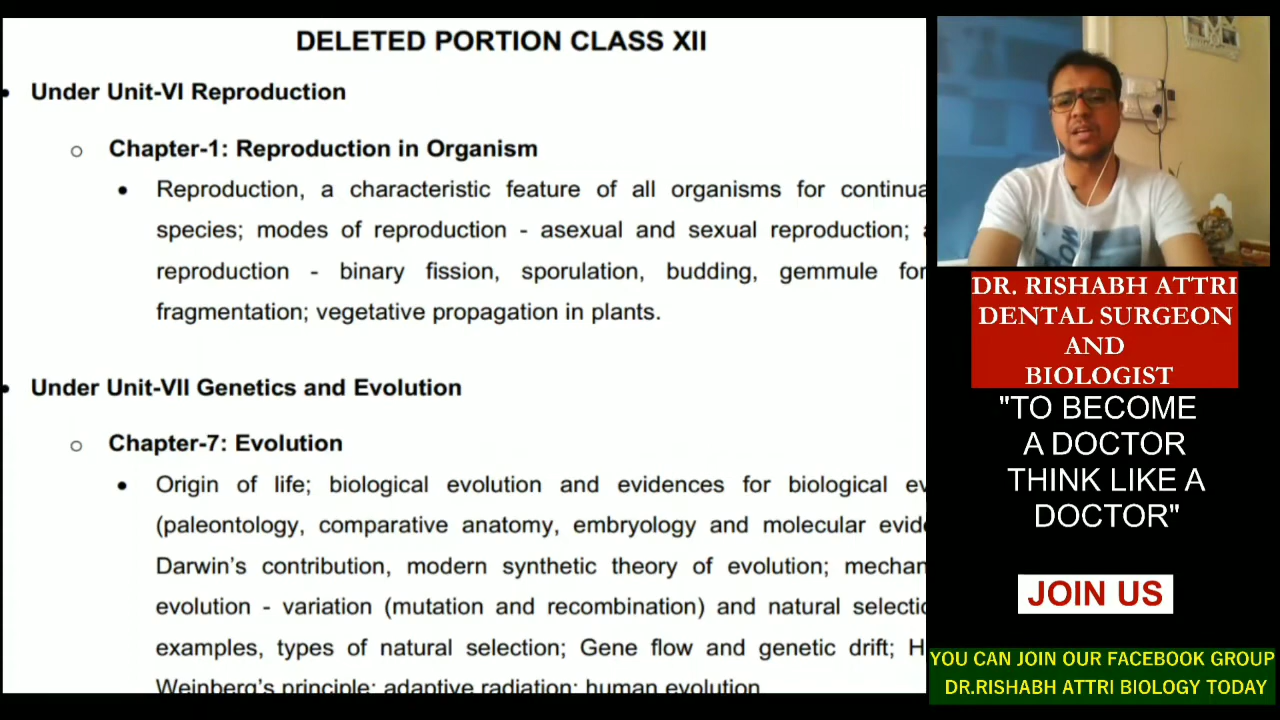 DELETED PORTION CLASS XII
Under Unit-VI Reproduction
Chapter-1: Reproduction in Organism
Reproduction, a characteristic feature of all organisms for
species; modes of reproduction - asexual and sexual reproduction;
reproduction - binary fission, sporulation, budding, gemmule
fragmentation; vegetative propagation in plants.
Under Unit-VII Genetics and Evolution
Chapter-7: Evolution
Origin of life; biological evolution and evidences for biological
(paleontology, comparative anatomy, embryology and molecular
Darwin's contribution, modern synthetic theory of evolution;
evolution - variation (mutation and recombination) and natural
examples, types of natural selection; Gene flow and genetic drift;
Weinberg's principle; adaptive radiation; human evolution
DR. RISHABH ATTRI
DENTAL SURGEON
AND
BIOLOGIST
"TO BECOME
A DOCTOR
THINK LIKE A
DOCTOR"
JOIN US
YOU CAN JOIN OUR FACEBOOK GROUP
DR.RISHABH ATTRI BIOLOGY TODAY